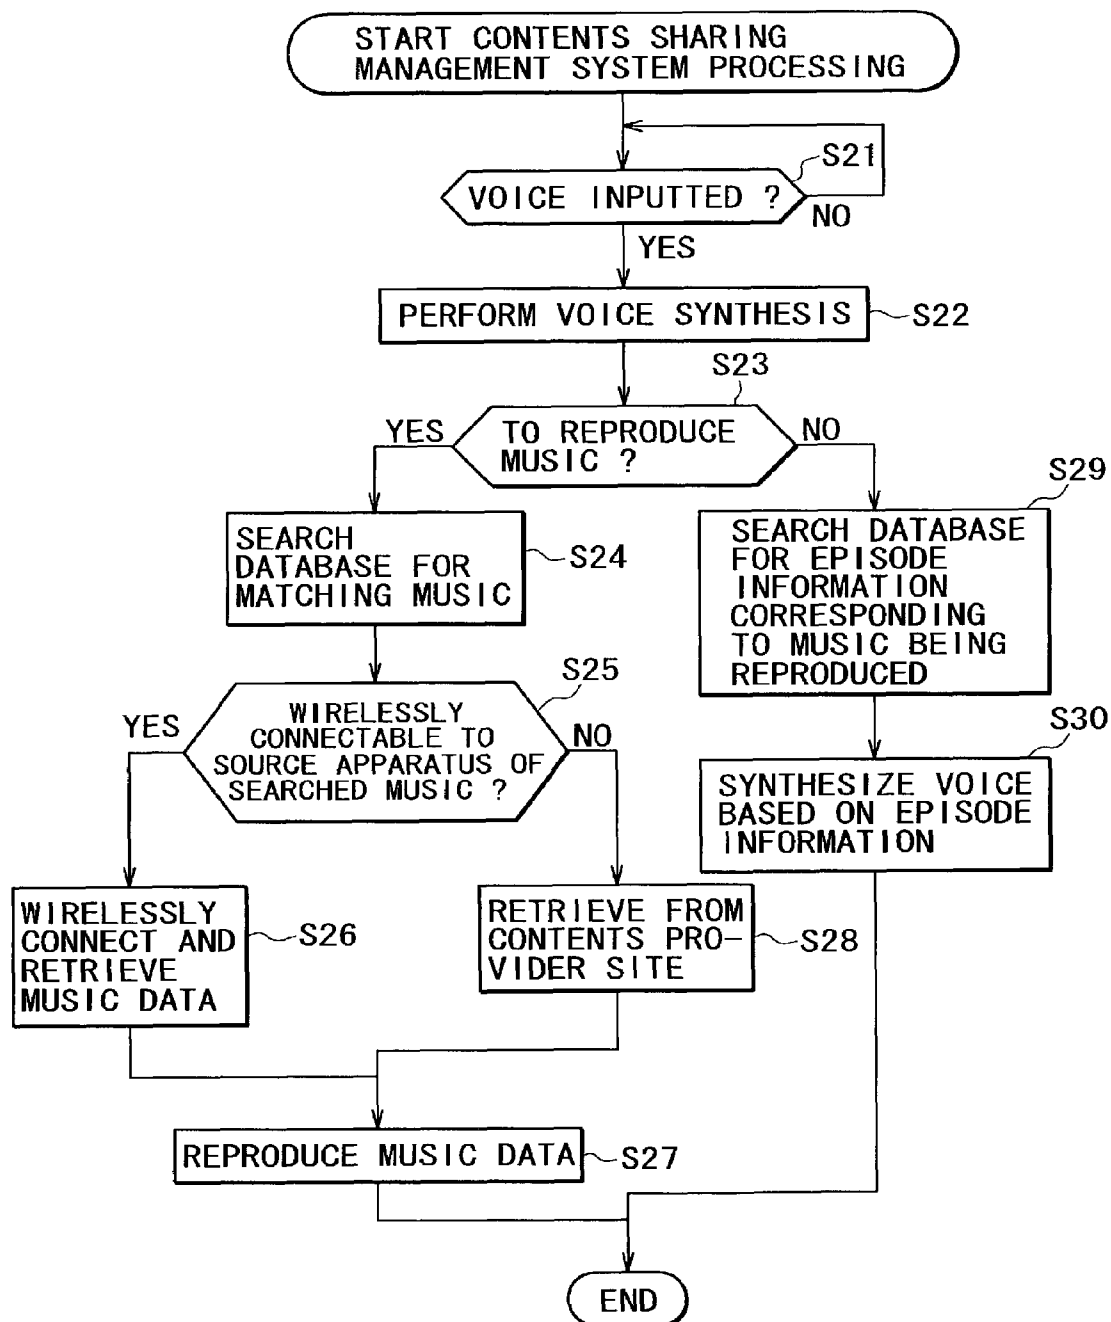 START CONTENTS SHARING
MANAGEMENT SYSTEM PROCESSING
S21
VOICE INPUTTED ?
NO
YES
PERFORM VOICE SYNTHESIS
S22
S23
YES
TO REPRODUCE
MUSIC ?
NO
S24
SEARCH
DATABASE FOR
MATCHING MUSIC
S29
SEARCH DATABASE
FOR EPISODE
INFORMATION
CORRESPONDING
TO MUSIC BEING
REPRODUCED
S25
YES
WIRELESSLY
CONNECTABLE TO
SOURCE APPARATUS OF
SEARCHED MUSIC ?
NO
S30
SYNTHESIZE VOICE
BASED ON EPISODE
INFORMATION
WIRELESSLY
CONNECT AND
RETRIEVE
MUSIC DATA
S26
RETRIEVE FROM
CONTENTS PRO-
VIDER SITE
S28
REPRODUCE MUSIC DATA
S27
END